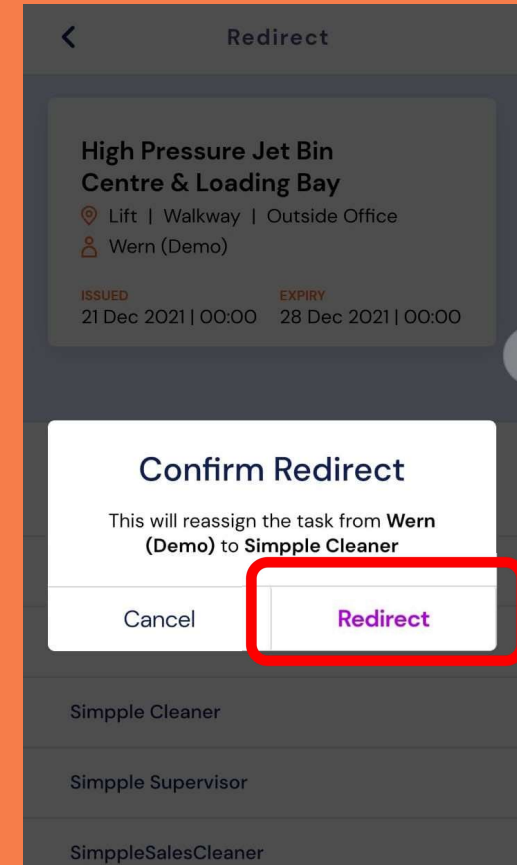 Redirect
High Pressure Jet Bin
Centre & Loading Bay
Lift | Walkway | Outside Office
Wern (Demo)
ISSUED EXPIRY
21 Dec 2021 | 00:00 28 Dec 2021 | 00:00
Confirm Redirect
This will reassign the task from Wern
(Demo) to Simpple Cleaner
Cancel Redirect
Simpple Cleaner
Simpple Supervisor
SimppleSalesCleaner